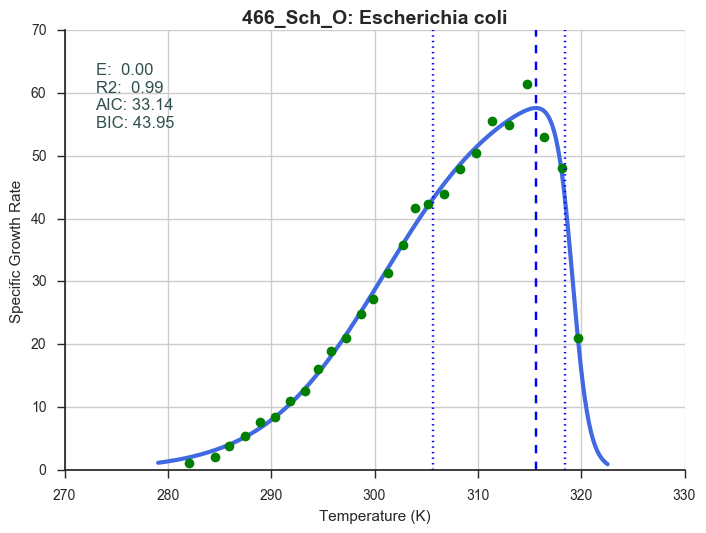 466_Sch_O: Escherichia coli
E:  0.00
R2:  0.99
AIC: 33.14
BIC: 43.95
Specific Growth Rate
70
60
50
40
30
20
10
0
270 280 290 300 310 320 330
Temperature (K)